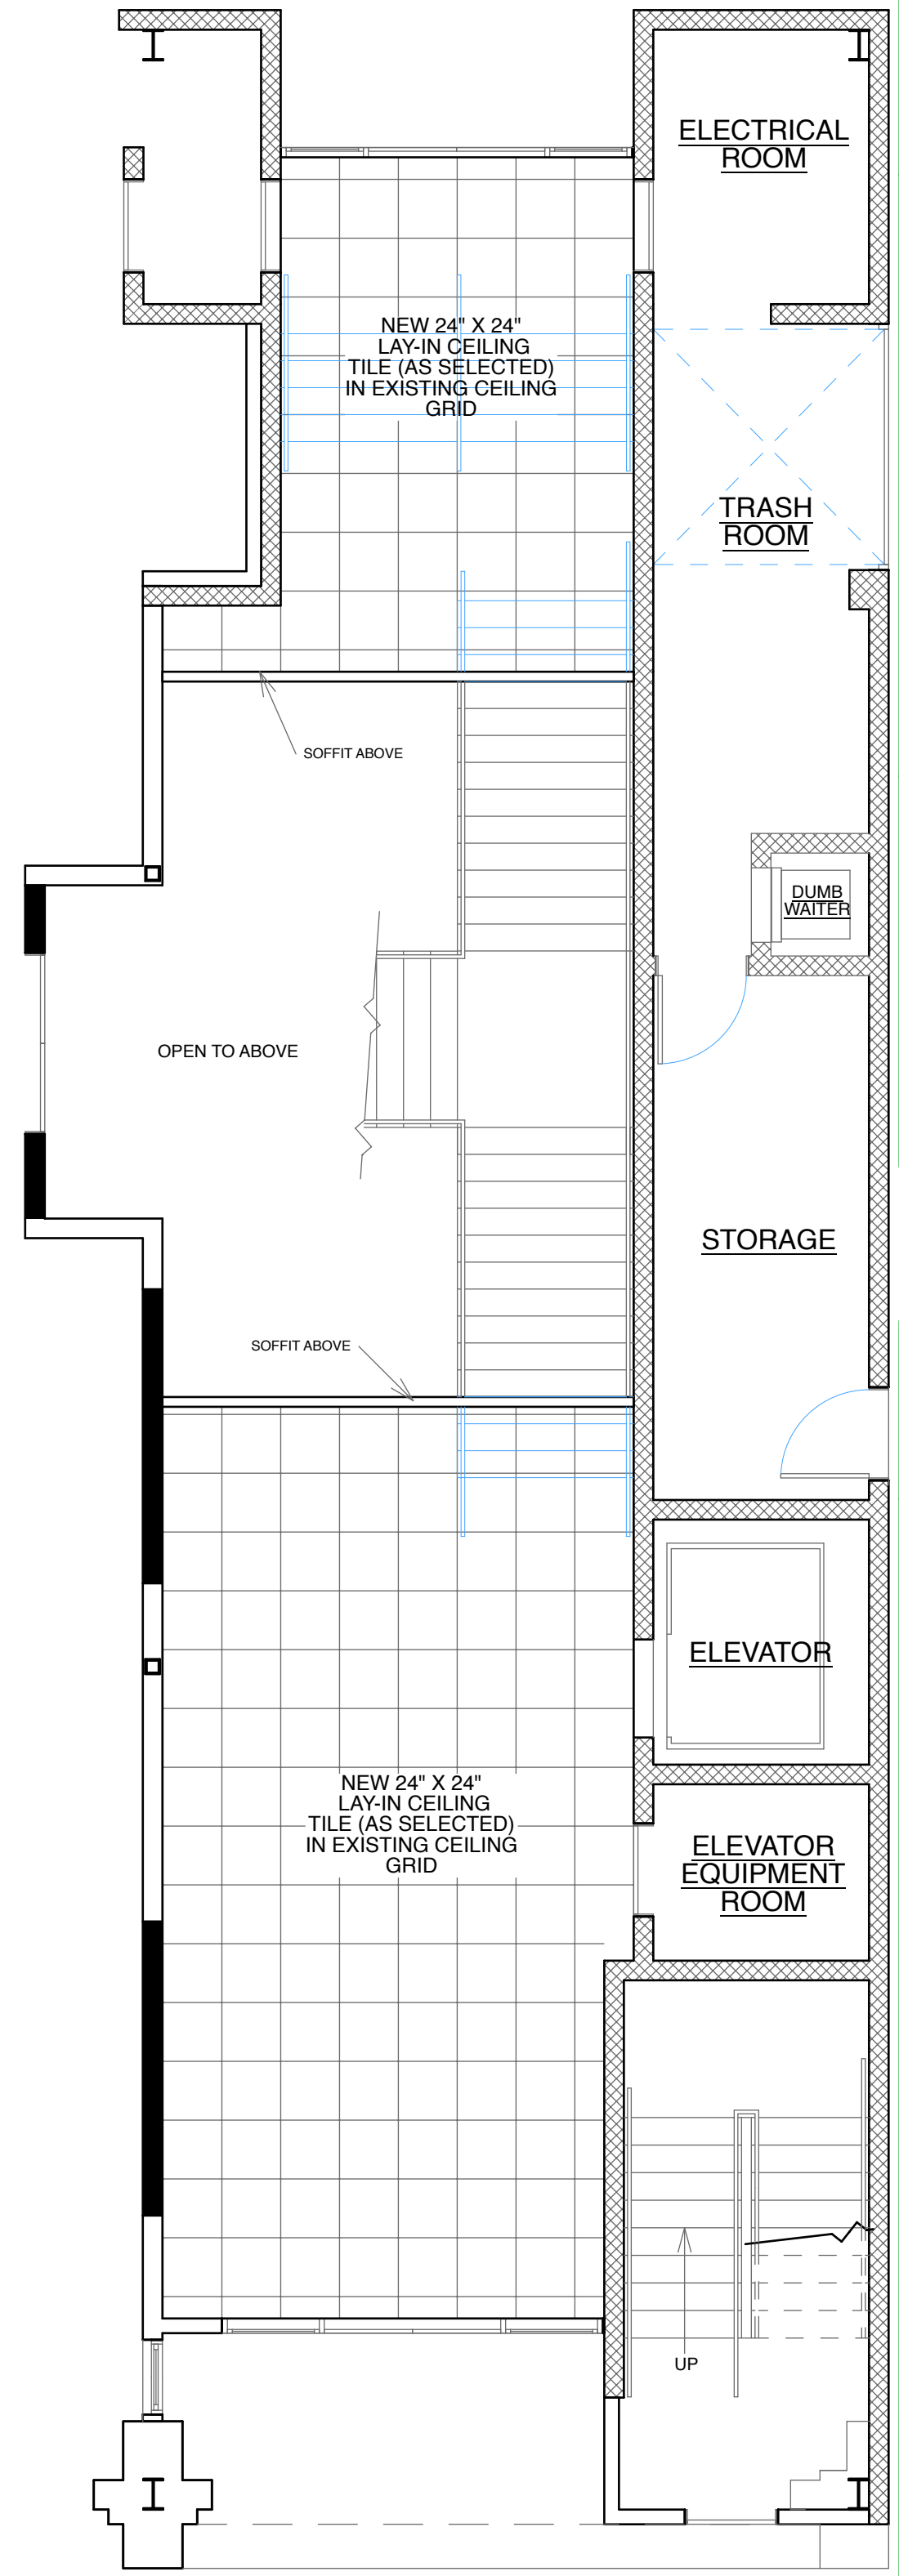 ELECTRICAL
ROOM
NEW 24" X 24"
LAY-IN CEILING
TILE (AS SELECTED)
IN EXISTING CEILING
GRID
TRASH
ROOM
SOFFIT ABOVE
DUMB
WAITER
OPEN TO ABOVE
STORAGE
SOFFIT ABOVE
ELEVATOR
NEW 24" X 24"
LAY-IN CEILING
TILE (AS SELECTED)
IN EXISTING CEILING
GRID
ELEVATOR
EQUIPMENT
ROOM
UP